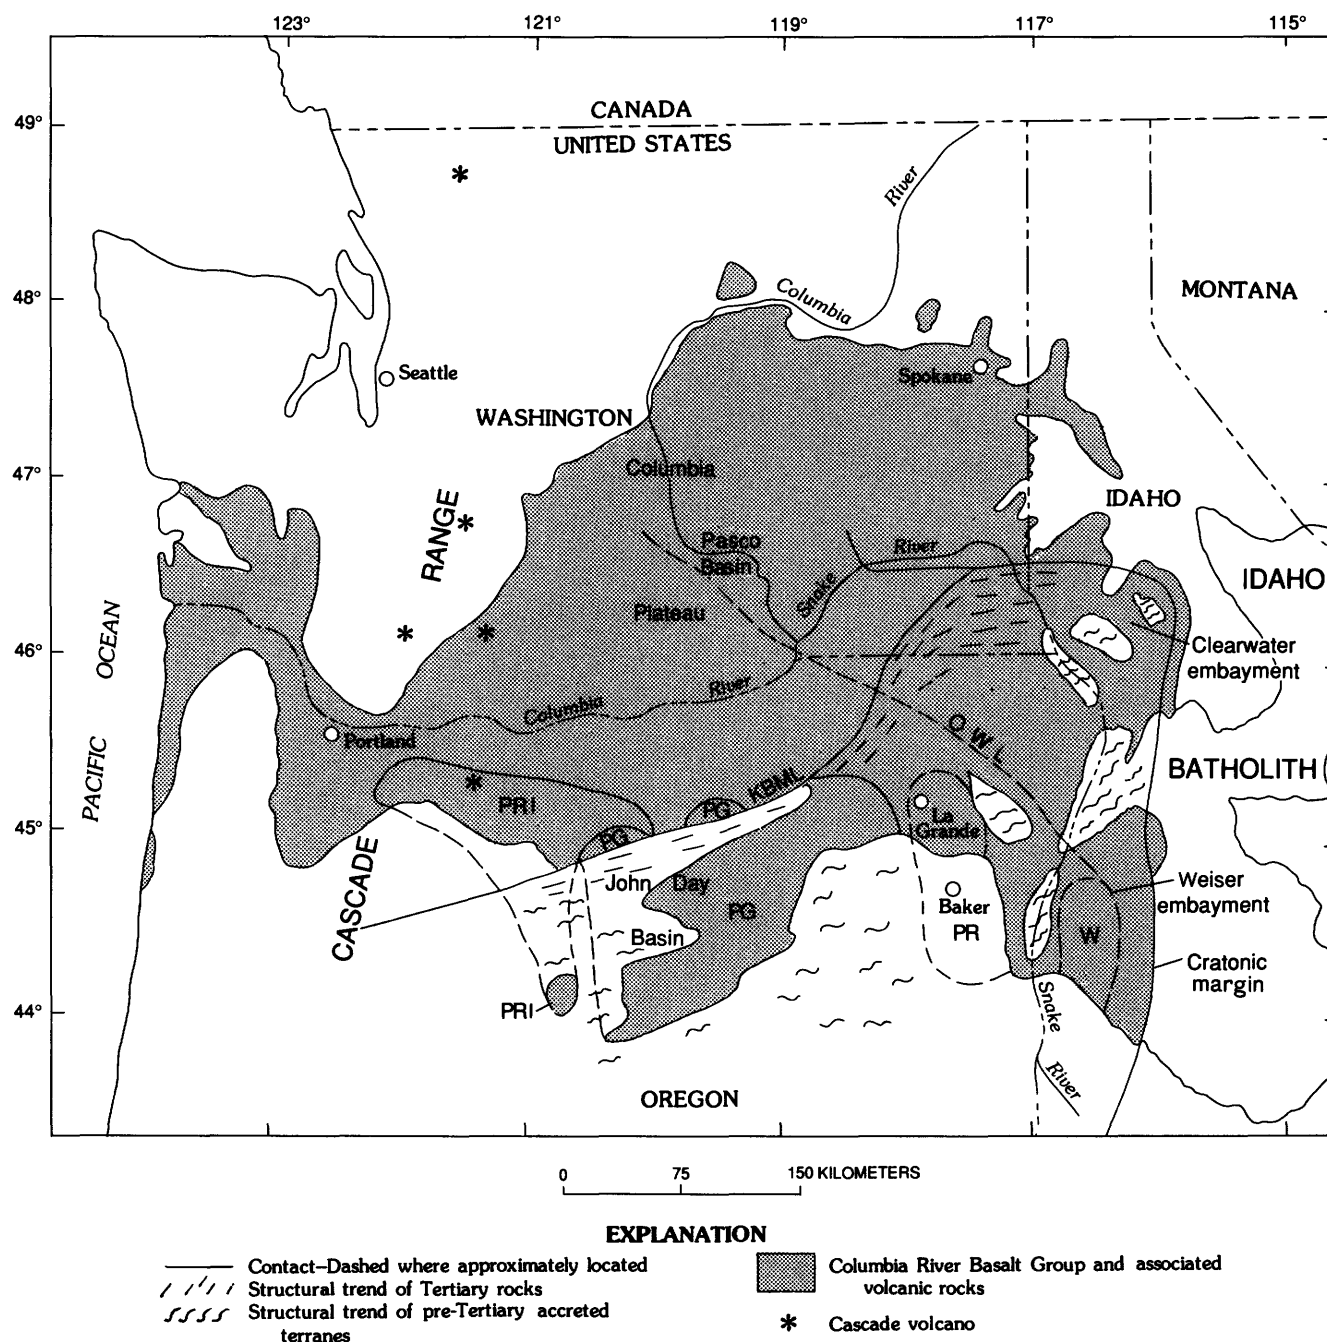 123°
121°
119°
117°
115°
49°
CANADA
UNITED STATES
River
48°
Columbia
MONTANA
Seattle
Spokane
WASHINGTON
47°
Columbia
IDAHO
RANGE
Pasco
Basin
River
Snake
IDAHO
Plateau
46°
PACIFIC OCEAN
Clearwater
embayment
Columbia
River
OWL
Portland
KBML
BATHOLITH
PRI
PG
PG
La
Grande
45°
CASCADE
John Day
Basin
PG
Baker
PR
Weiser
embayment
W
Cratonic
margin
44°
PRI
Snake
River
OREGON
0 75 150 KILOMETERS
EXPLANATION
Contact—Dashed where approximately located
Structural trend of Tertiary rocks
Structural trend of pre-Tertiary accreted
terranes
Columbia River Basalt Group and associated
volcanic rocks
Cascade volcano